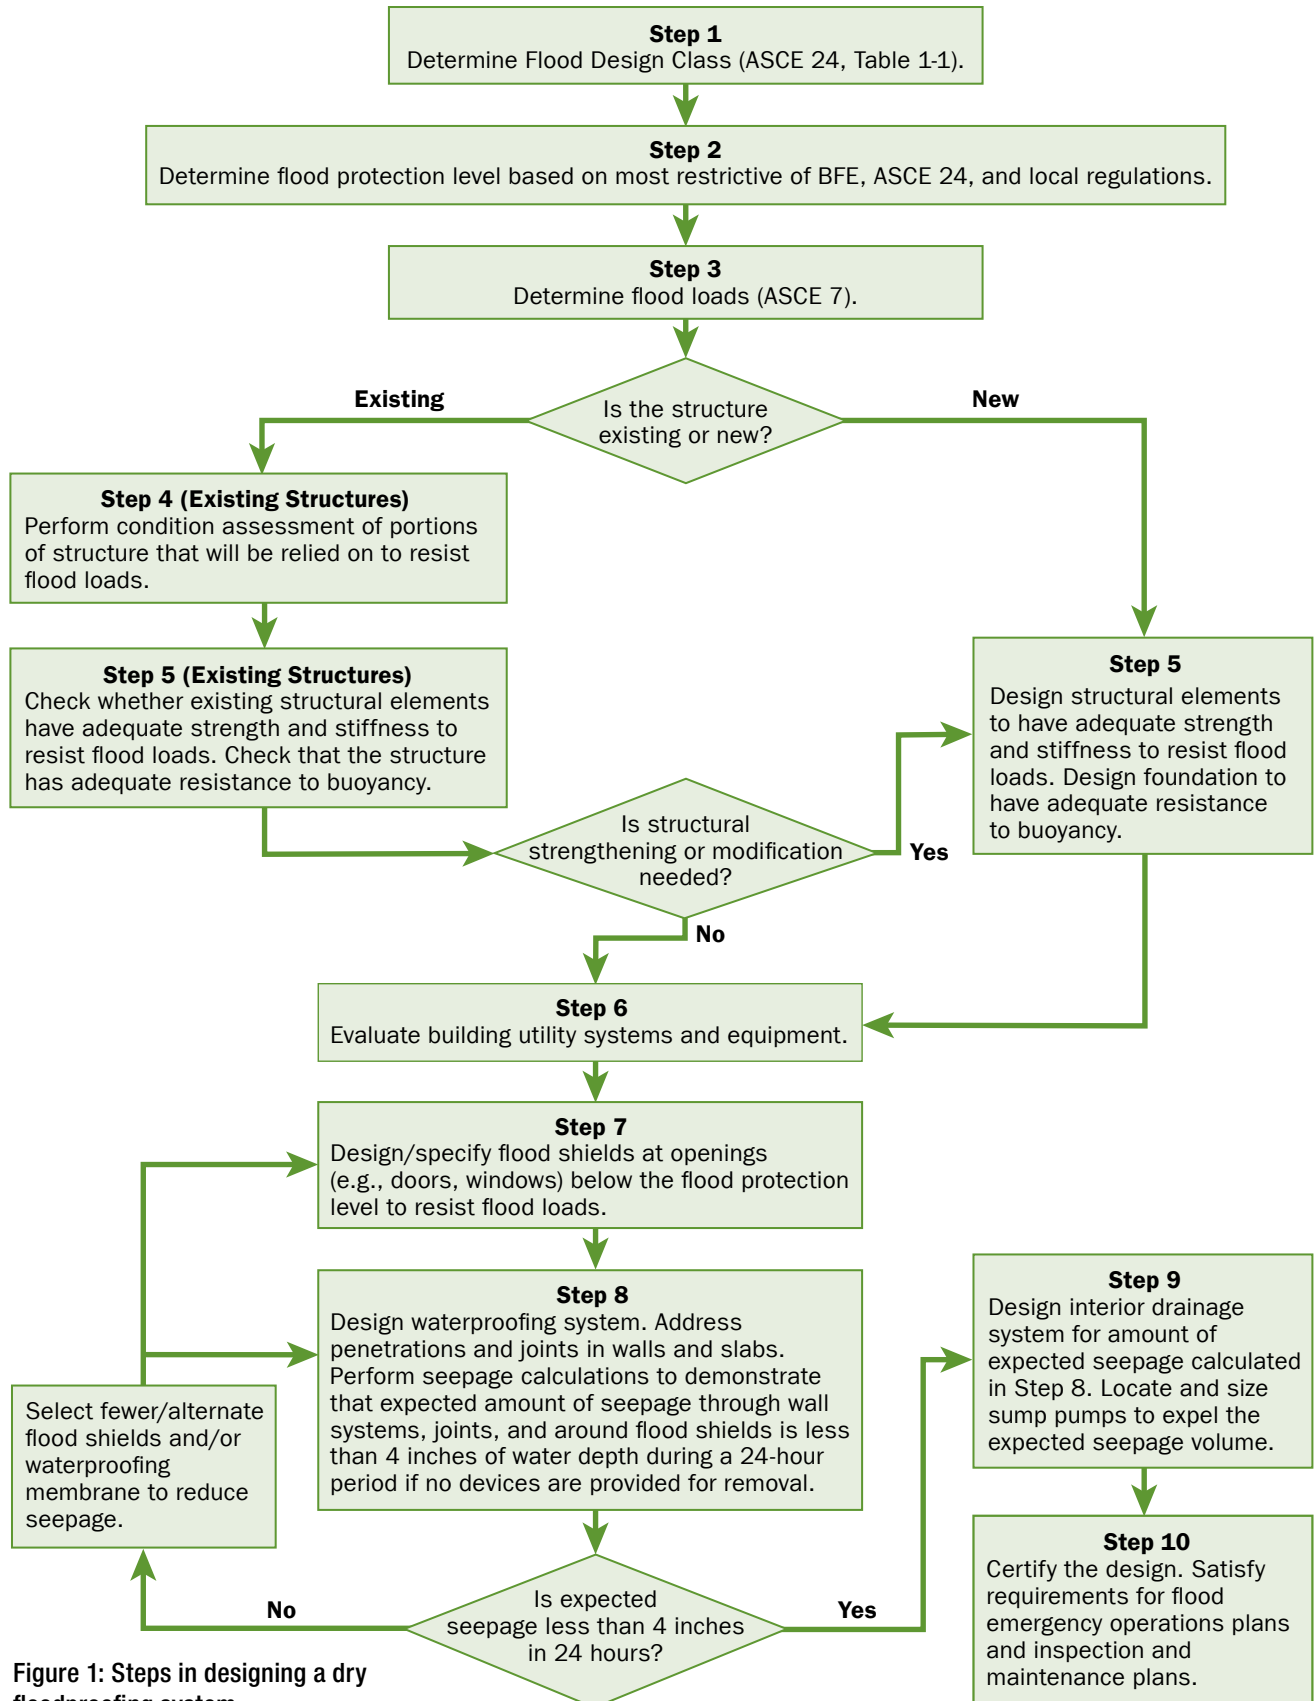 Step 1
Determine Flood Design Class (ASCE 24, Table 1-1).
Step 2
Determine flood protection level based on most restrictive of BFE, ASCE 24, and local regulations.
Step 3
Determine flood loads (ASCE 7).
Is the structure
existing or new?
Existing
New
Step 4 (Existing Structures)
Perform condition assessment of portions
of structure that will be relied on to resist
flood loads.
Step 5 (Existing Structures)
Check whether existing structural elements
have adequate strength and stiffness to
resist flood loads. Check that the structure
has adequate resistance to buoyancy.
Step 5
Design structural elements
to have adequate strength
and stiffness to resist flood
loads. Design foundation to
have adequate resistance
to buoyancy.
Is structural
strengthening or modification
needed?
Yes
No
Step 6
Evaluate building utility systems and equipment.
Step 7
Design/specify flood shields at openings
(e.g., doors, windows) below the flood protection
level to resist flood loads.
Step 8
Design waterproofing system. Address
penetrations and joints in walls and slabs.
Perform seepage calculations to demonstrate
that expected amount of seepage through wall
systems, joints, and around flood shields is less
than 4 inches of water depth during a 24-hour
period if no devices are provided for removal.
Select fewer/alternate
flood shields and/or
waterproofing
membrane to reduce
seepage.
Is expected
seepage less than 4 inches
in 24 hours?
No
Yes
Step 9
Design interior drainage
system for amount of
expected seepage calculated
in Step 8. Locate and size
sump pumps to expel the
expected seepage volume.
Step 10
Certify the design. Satisfy
requirements for flood
emergency operations plans
and inspection and
maintenance plans.
Figure 1: Steps in designing a dry
floodproofing system